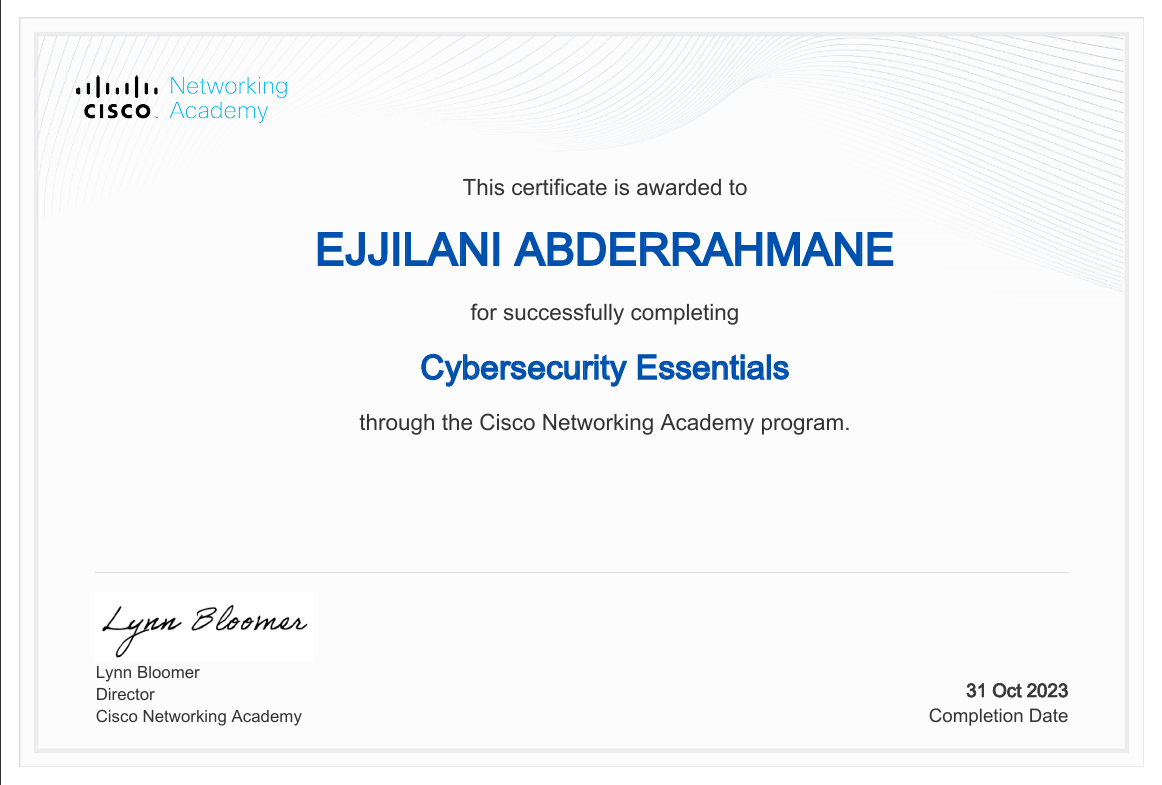 CISCO™ Networking
Academy
This certificate is awarded to
EJJILANI ABDERRAHMANE
for successfully completing
Cybersecurity Essentials
through the Cisco Networking Academy program.
Lynn Bloomer
Lynn Bloomer
Director
Cisco Networking Academy
31 Oct 2023
Completion Date